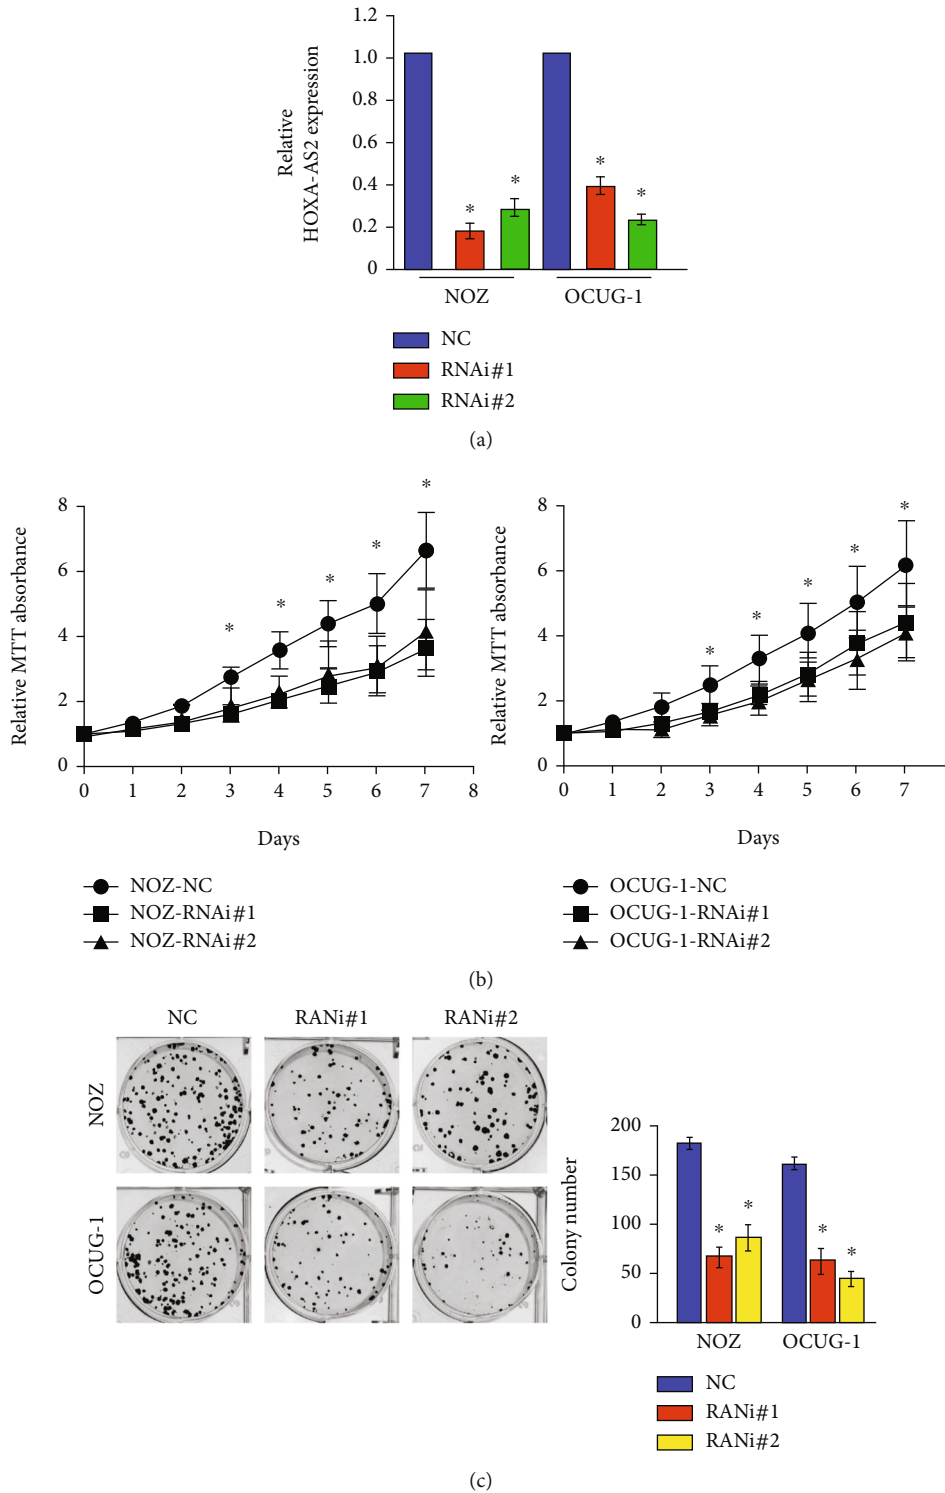 1.2
1.0
0.8
0.6
0.4
0.2
0
Relative
HOXA-AS2 expression
* * * *
NOZ OCUG-1
NC
RNAi#1
RNAi#2
(a)
8
6
4
2
0
Relative MTT absorbance
* * * * *
0 1 2 3 4 5 6 7 8
Days
NOZ-NC
NOZ-RNAi#1
NOZ-RNAi#2
8
6
4
2
0
Relative MTT absorbance
* * * * *
0 1 2 3 4 5 6 7
Days
OCUG-1-NC
OCUG-1-RNAi#1
OCUG-1-RNAi#2
(b)
NC RANi#1 RANi#2
NOZ
OCUG-1
200
150
100
50
0
Colony number
* * * *
NOZ OCUG-1
NC
RANi#1
RANi#2
(c)